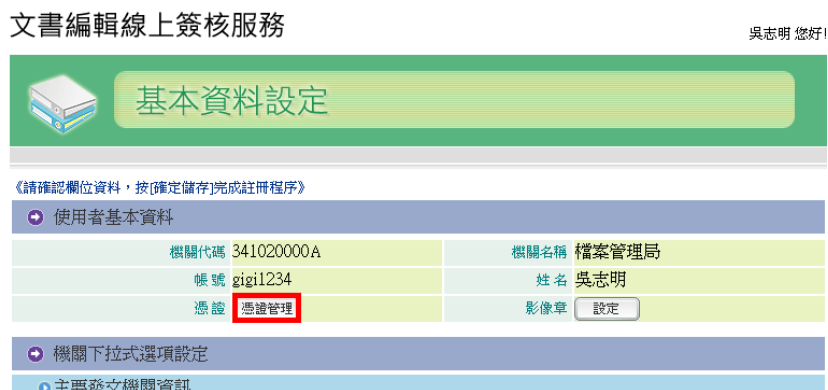 文書編輯線上簽核服務
吳志明 您好!
基本資料設定
《請確認欄位資料,按[確定儲存]完成註冊程序》
使用者基本資料
機關代碼 341020000A 機關名稱 檔案管理局
帳號 gigi1234 姓名 吳志明
憑證 憑證管理 影像章 設定
機關下拉式選項設定
主要發文機關資訊